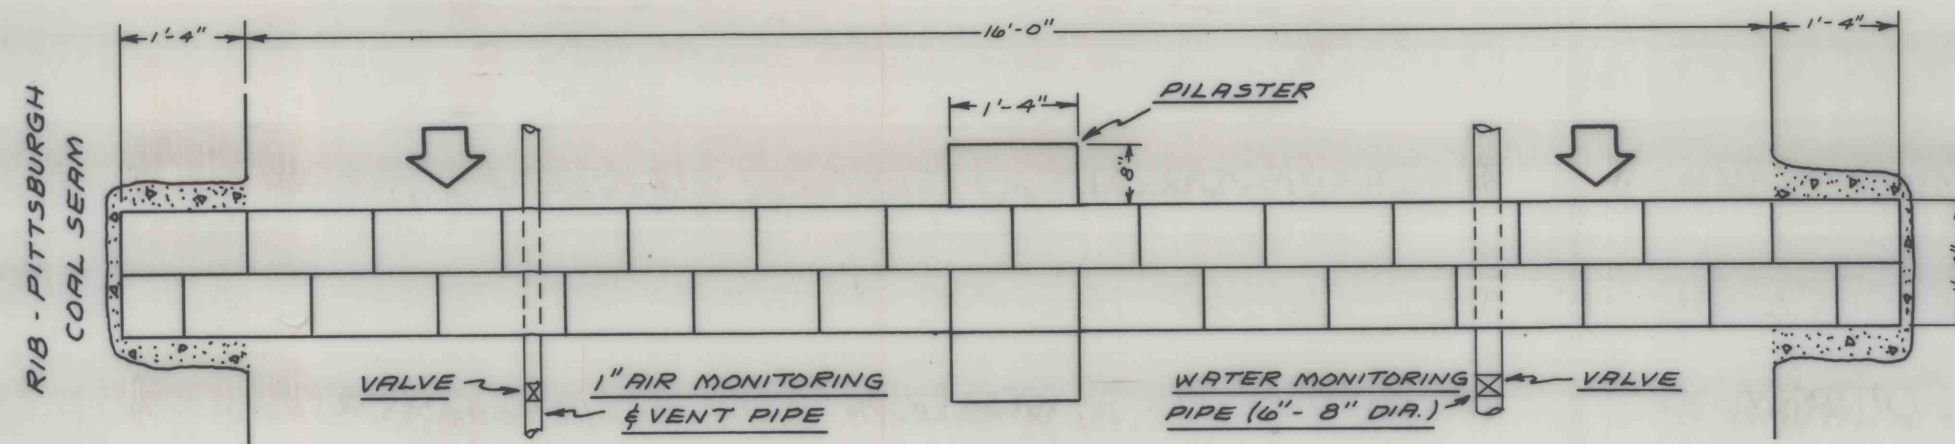 1'-4"
16'-0"
1'-4"
RIB - PITTSBURGH
COAL SEAM
1'-4"
PILASTER
8"
VALVE
1" AIR MONITORING
& VENT PIPE
WATER MONITORING
PIPE (6"- 8" DIA.)
VALVE